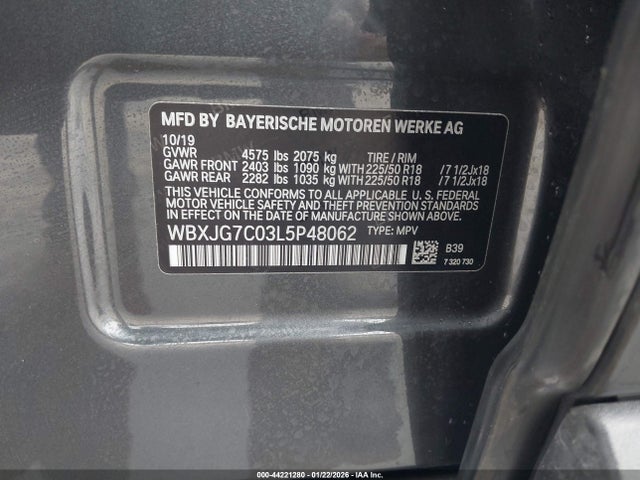 MFD BY BAYERISCHE MOTOREN WERKE AG
10/19
GVWR 4575 lbs 2075 kg TIRE / RIM
GAWR FRONT 2403 lbs 1090 kg WITH 225/50 R18 /7 1/2Jx18
GAWR REAR 2282 lbs 1035 kg WITH 225/50 R18 /7 1/2Jx18
THIS VEHICLE CONFORMS TO ALL APPLICABLE U. S. FEDERAL
MOTOR VEHICLE SAFETY, BUMPER, AND THEFT PREVENTION
STANDARDS IN EFFECT ON THE DATE OF MANUFACTURE SHOWN ABOVE.
WBXJG7C03L5P48062 TYPE: MPV
B39
7 320 730
000-44221280 - 01/22/2026 - IAA Inc.